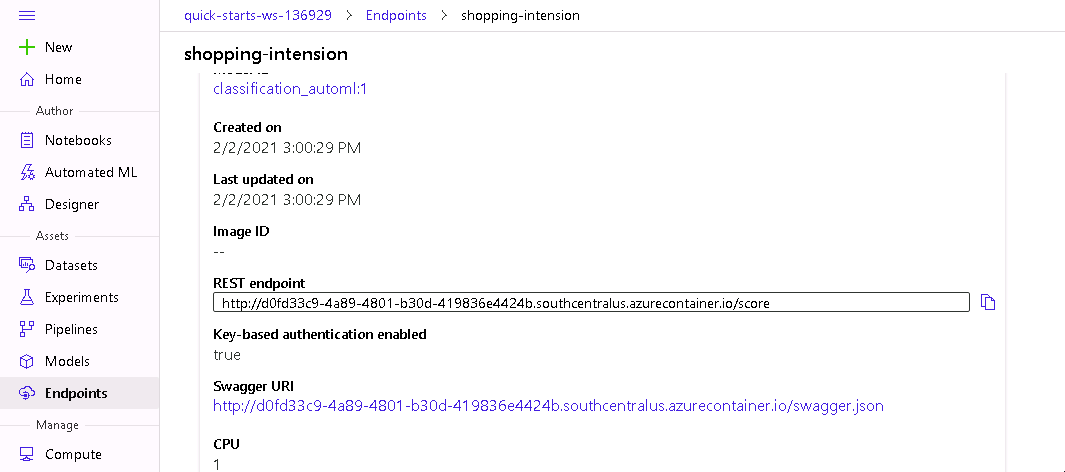 quick-starts-ws-136929 > Endpoints > shopping-intension
New
Home
Author
Notebooks
Automated ML
Designer
Assets
Datasets
Experiments
Pipelines
Models
Endpoints
Manage
Compute
shopping-intension
classification_automl:1
Created on
2/2/2021 3:00:29 PM
Last updated on
2/2/2021 3:00:29 PM
Image ID
--
REST endpoint
http://d0fd33c9-4a89-4801-b30d-419836e4424b.southcentralus.azurecontainer.io/score
Key-based authentication enabled
true
Swagger URI
http://d0fd33c9-4a89-4801-b30d-419836e4424b.southcentralus.azurecontainer.io/swagger.json
CPU
1